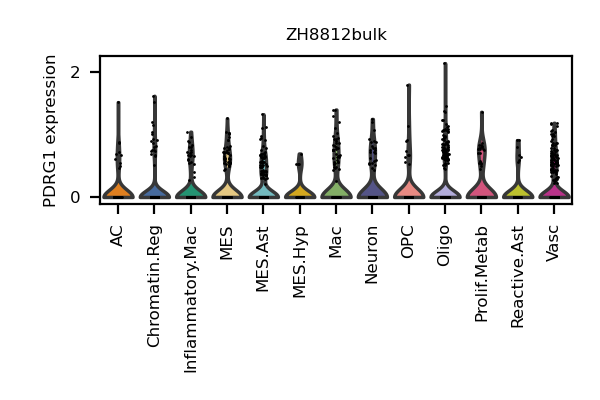 ZH8812bulk
PDRG1 expression
2
0
AC
Chromatin.Reg
Inflammatory.Mac
MES
MES.Ast
MES.Hyp
Mac
Neuron
OPC
Oligo
Prolif.Metab
Reactive.Ast
Vasc